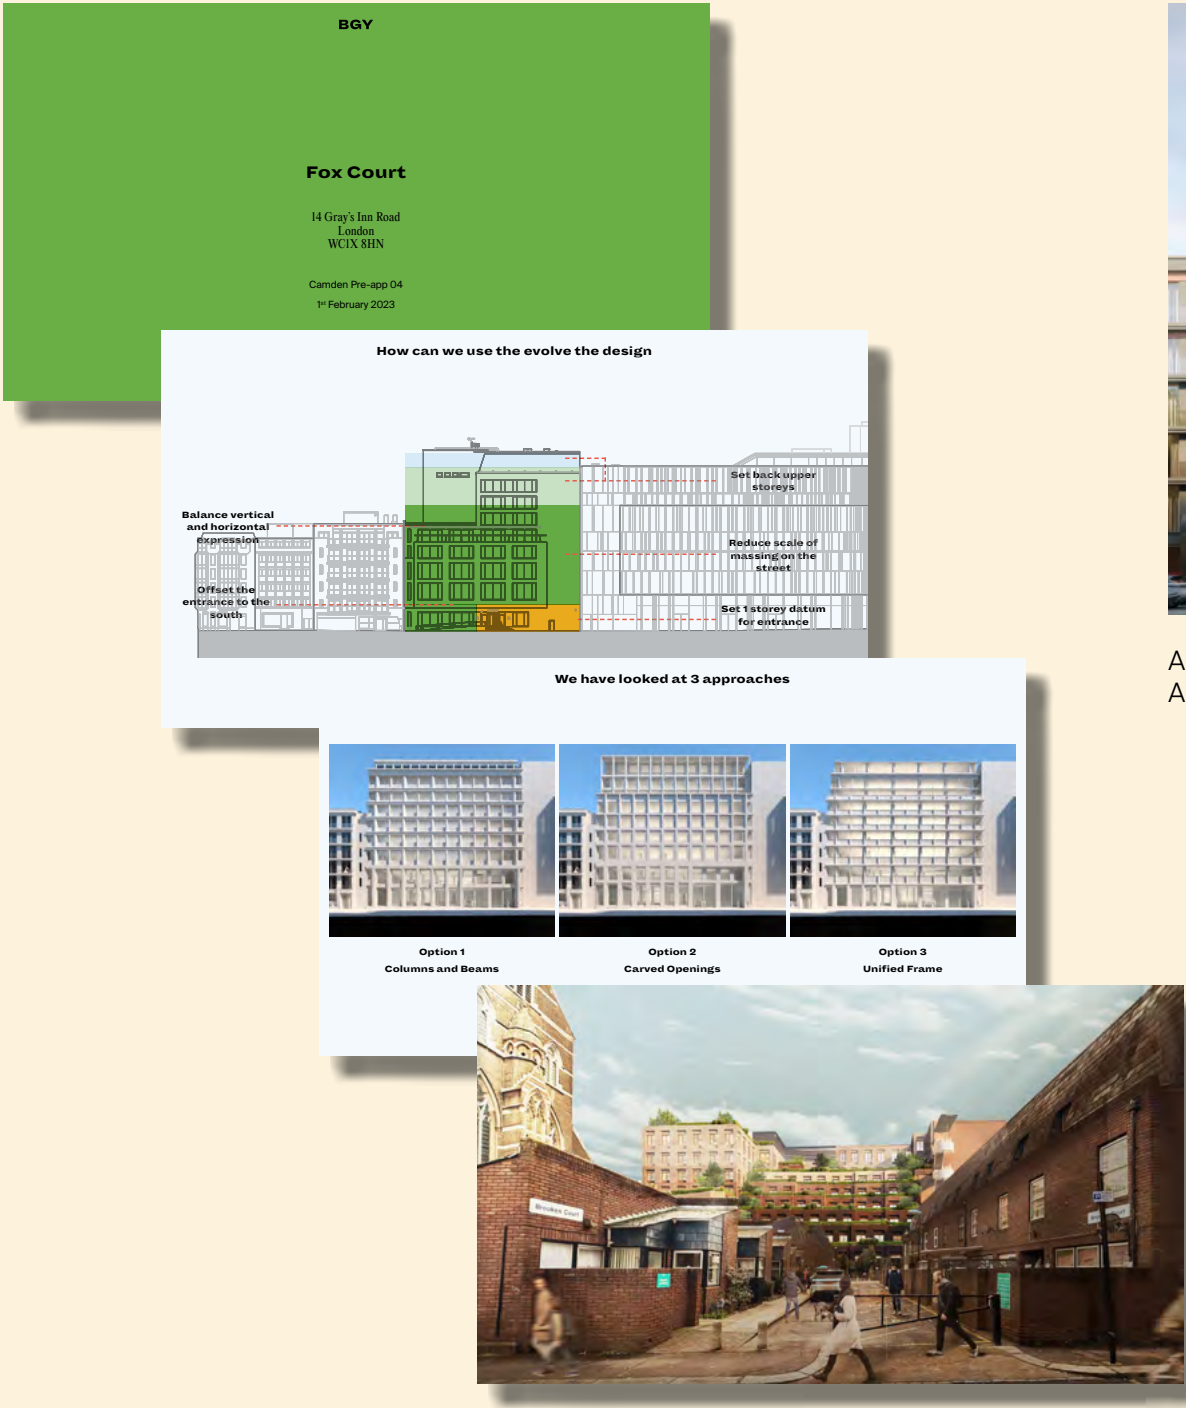 BGY
Fox Court
14 Gray's Inn Road
London
WC1X 8HN
Camden Pre-app 04
1st February 2023
How can we use the evolve the design
Set back upper
storeys
Balance vertical
and horizontal
expression
Reduce scale of
massing on the
street
Offset the
entrance to the
south
Set 1 storey datum
for entrance
We have looked at 3 approaches
Option 1
Columns and Beams
Option 2
Carved Openings
Option 3
Unified Frame
Court
A
A